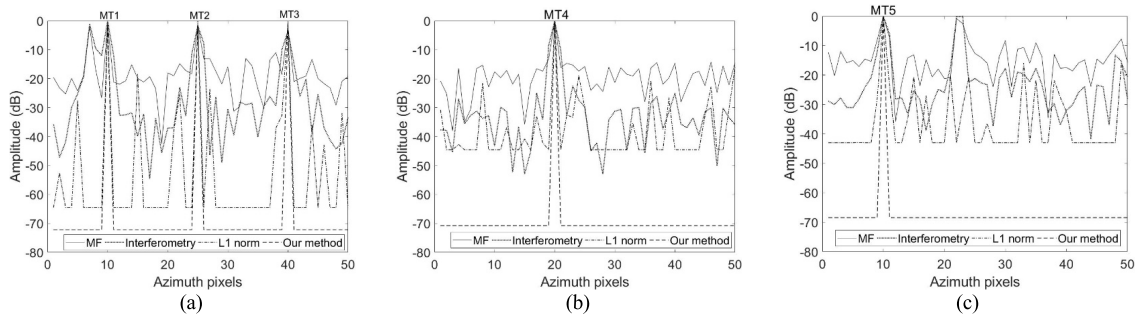 MT1 MT2 MT3
0
-10
-20
-30
-40
-50
-60
-70
-80
Amplitude (dB)
MF Interferometry L1 norm Our method
0 10 20 30 40 50
Azimuth pixels
(a)
MT4
0
-10
-20
-30
-40
-50
-60
-70
-80
Amplitude (dB)
MF Interferometry L1 norm Our method
0 10 20 30 40 50
Azimuth pixels
(b)
MT5
0
-10
-20
-30
-40
-50
-60
-70
-80
Amplitude (dB)
MF Interferometry L1 norm Our method
0 10 20 30 40 50
Azimuth pixels
(c)